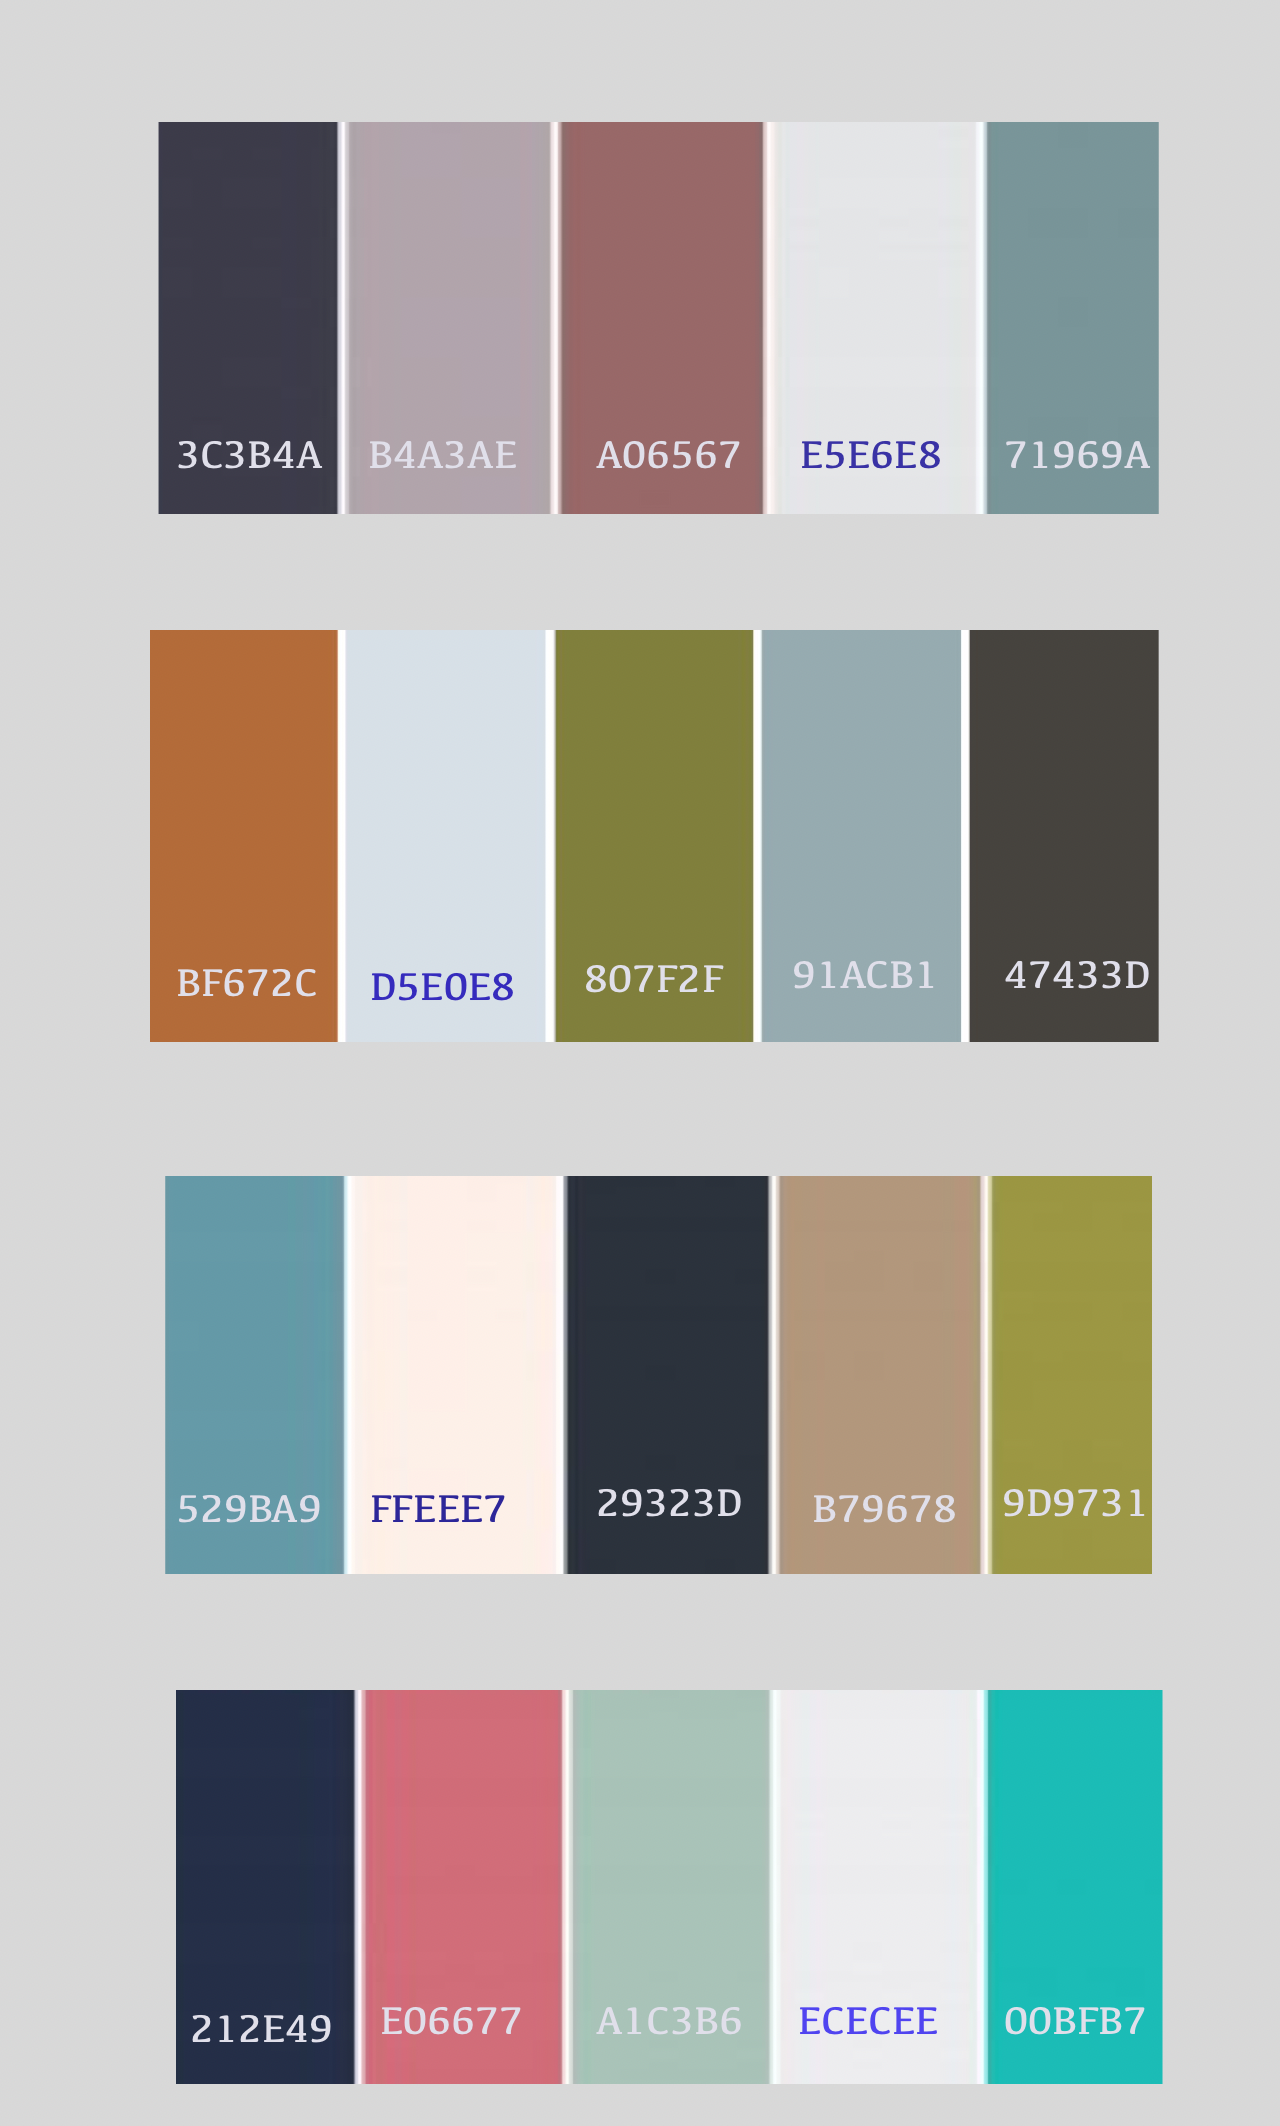 3C3B4A B4A3AE A06567 E5E6E8 71969A
BF672C D5E0E8 807F2F 91ACB1 47433D
529BA9 FFEEE7 29323D B79678 9D9731
212E49 E06677 A1C3B6 ECECEE 00BFB7